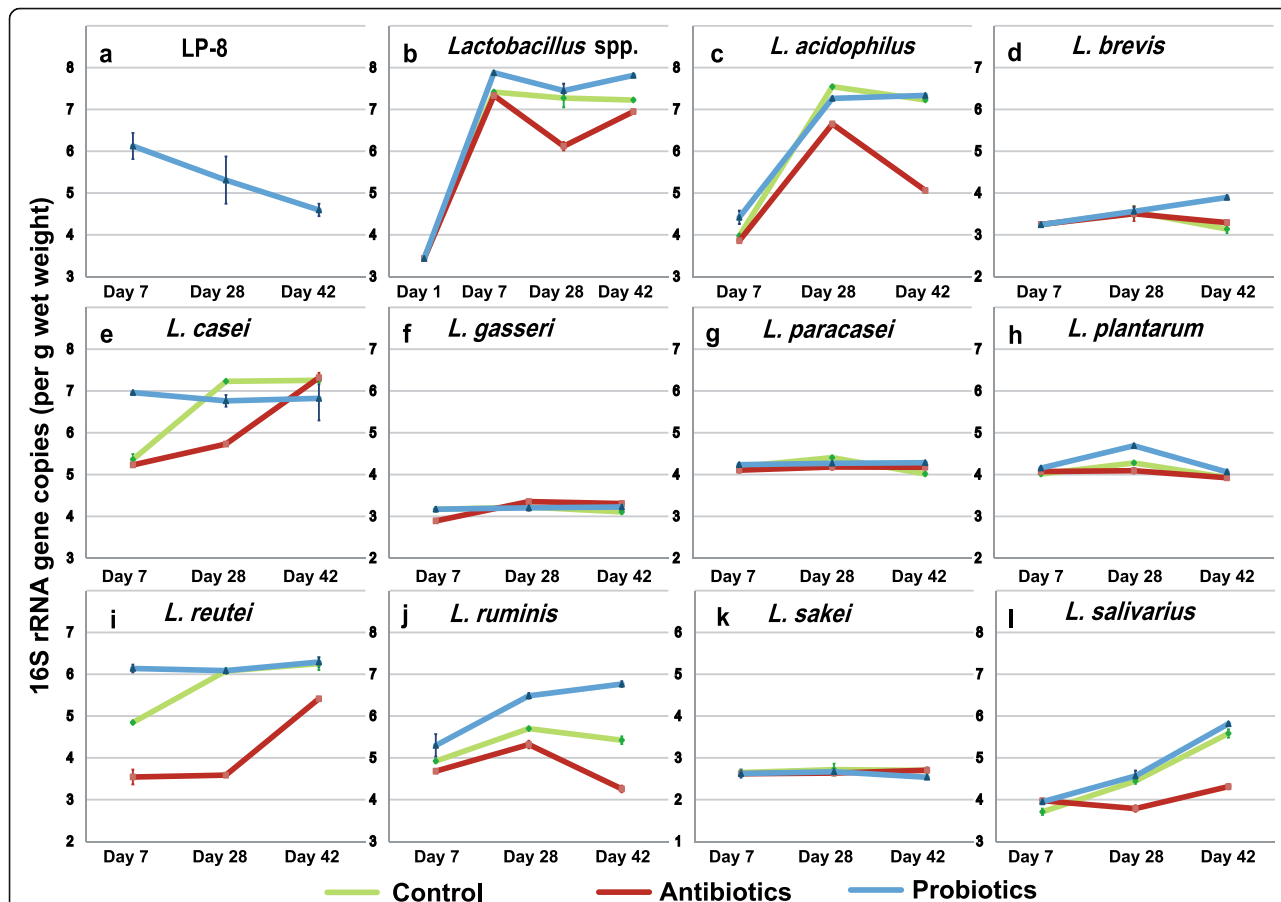 16S rRNA gene copies (per g wet weight)
a LP-8
b Lactobacillus spp.
c L. acidophilus
d L. brevis
8 8 8 7
7 7 7 6
6 6 6 5
5 5 5 4
4 4 4 3
3 3 3 2
Day 7 Day 28 Day 42
Day 1 Day 7 Day 28 Day 42
Day 7 Day 28 Day 42
Day 7 Day 28 Day 42
e L. casei
f L. gasseri
g L. paracasei
h L. plantarum
8 7 7 7
7 6 6 6
6 5 5 5
5 4 4 4
4 3 3 3
3 2 2 2
Day 7 Day 28 Day 42
Day 7 Day 28 Day 42
Day 7 Day 28 Day 42
Day 7 Day 28 Day 42
i L. reutei
j L. ruminis
k L. sakei
l L. salivarius
7 8 6 8
6 7 5 7
5 6 4 6
4 5 3 5
3 4 2 4
2 3 1 3
Day 7 Day 28 Day 42
Day 7 Day 28 Day 42
Day 7 Day 28 Day 42
Day 7 Day 28 Day 42
Control Antibiotics Probiotics